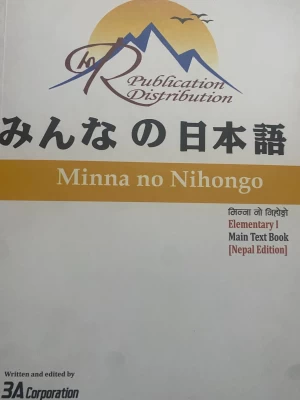 Publication
Distribution
みんな の 日本語
Minna no Nihongo
मिन्ना नो निहोङ्गो
Elementary I
Main Text Book
[Nepal Edition]
Written and edited by
3A Corporation